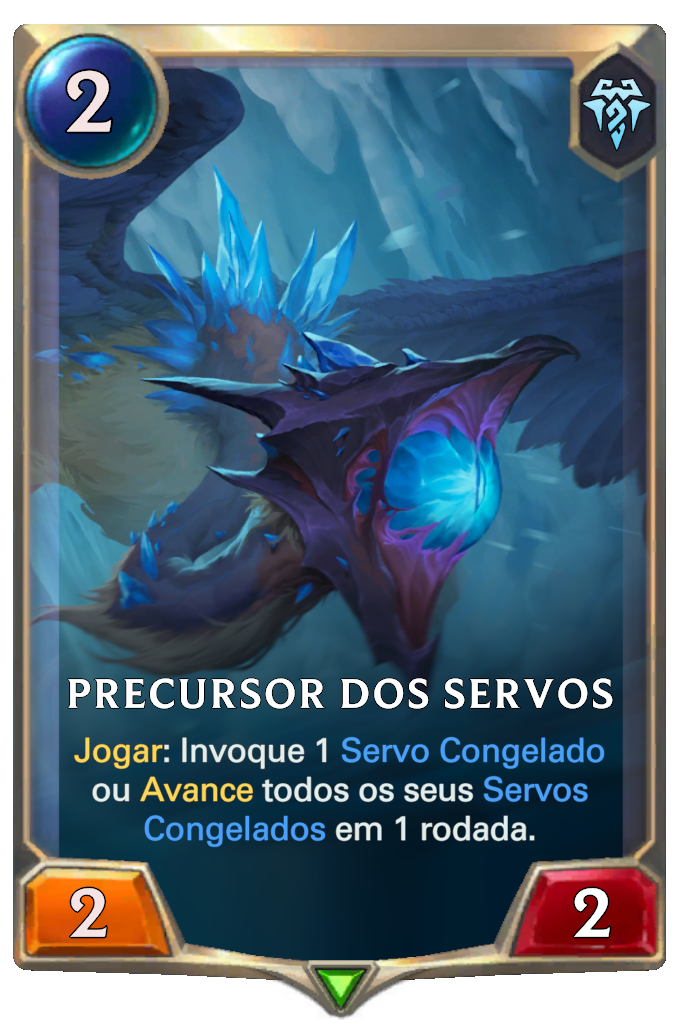 2
PRECURSOR DOS SERVOS
Jogar: Invoque 1 Servo Congelado
ou Avance todos os seus Servos
Congelados em 1 rodada.
2
2